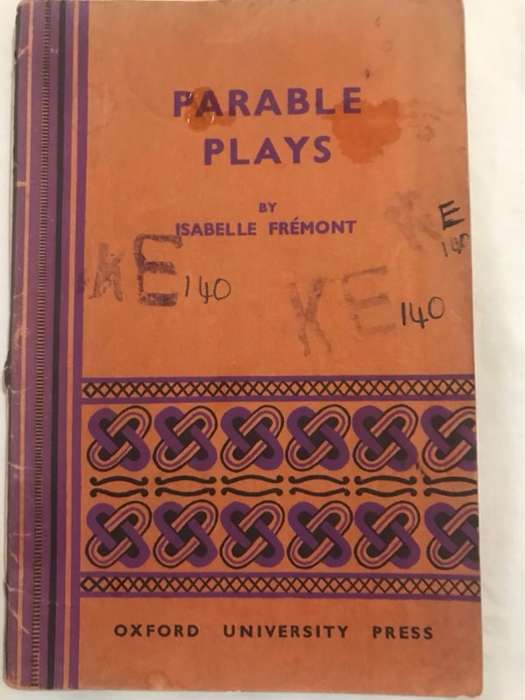 PARABLE
PLAYS
BY
ISABELLE FRÉMONT
KE
140
KE
140
KE
140
OXFORD UNIVERSITY PRESS